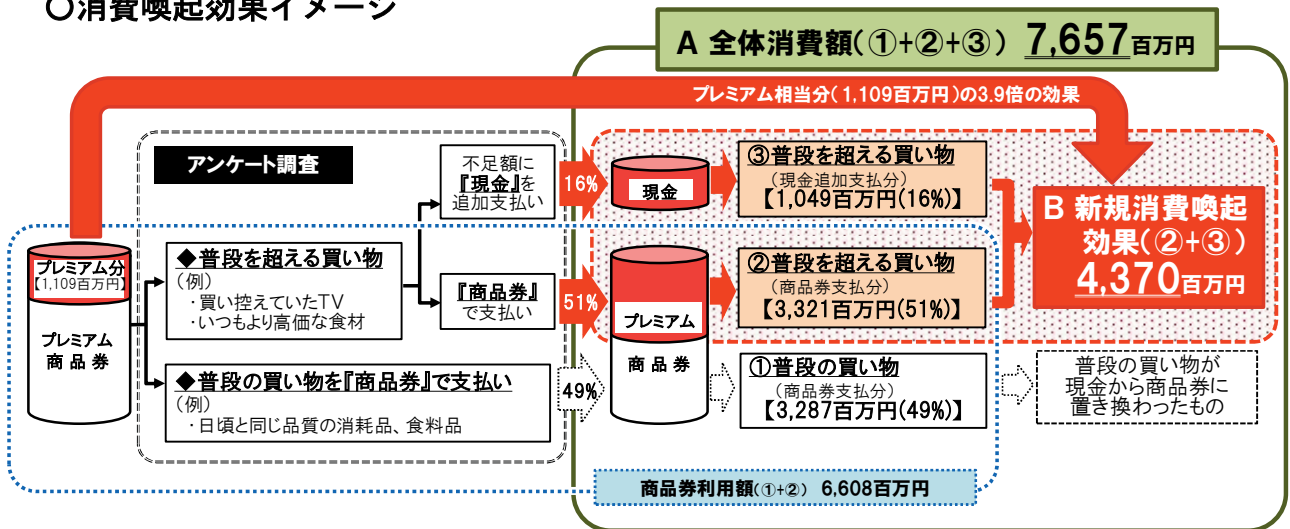 〇消費喚起効果イメージ
A 全体消費額(①+②+③) 7,657百万円
プレミアム相当分(1,109百万円)の3.9倍の効果
アンケート調査
不足額に
『現金』を
追加支払い
16%
現金
③普段を超える買い物
(現金追加支払分)
【1,049百万円(16%)】
B 新規消費喚起
効果(②+③)
4,370百万円
プレミアム分
【1,109百万円】
プレミアム
商品券
◆普段を超える買い物
(例)
・買い控えていたTV
・いつもより高価な食材
『商品券』
で支払い
51%
プレミアム
商品券
②普段を超える買い物
(商品券支払分)
【3,321百万円(51%)】
◆普段の買い物を『商品券』で支払い
(例)
・日頃と同じ品質の消耗品、食料品
49%
①普段の買い物
(商品券支払分)
【3,287百万円(49%)】
普段の買い物が
現金から商品券に
置き換わったもの
商品券利用額(①+②) 6,608百万円